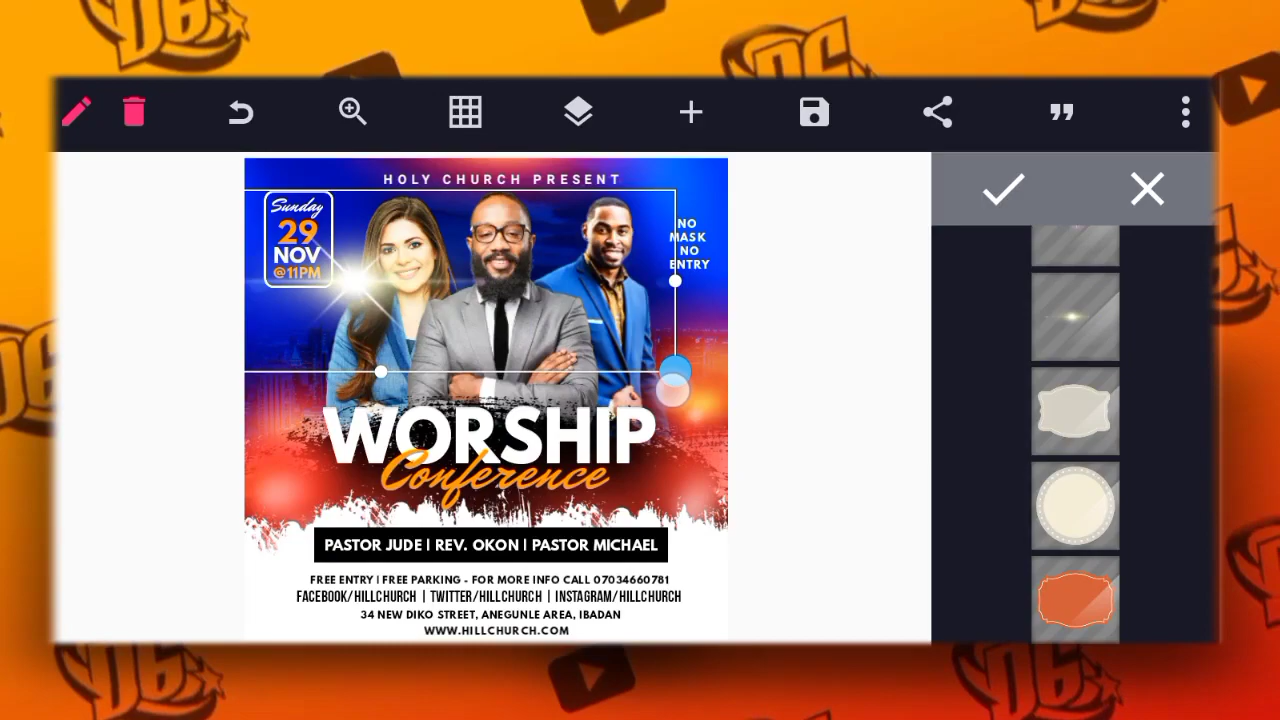 HOLY CHURCH PRESENT
Sunday
29
NOV
@11PM
NO
MASK
NO
ENTRY
WORSHIP
Conference
PASTOR JUDE | REV. OKON | PASTOR MICHAEL
FREE ENTRY | FREE PARKING - FOR MORE INFO CALL 07034660781
FACEBOOK/HILLCHURCH | TWITTER/HILLCHURCH | INSTAGRAM/HILLCHURCH
34 NEW DIKO STREET, ANEGUNLE AREA, IBADAN
WWW.HILLCHURCH.COM